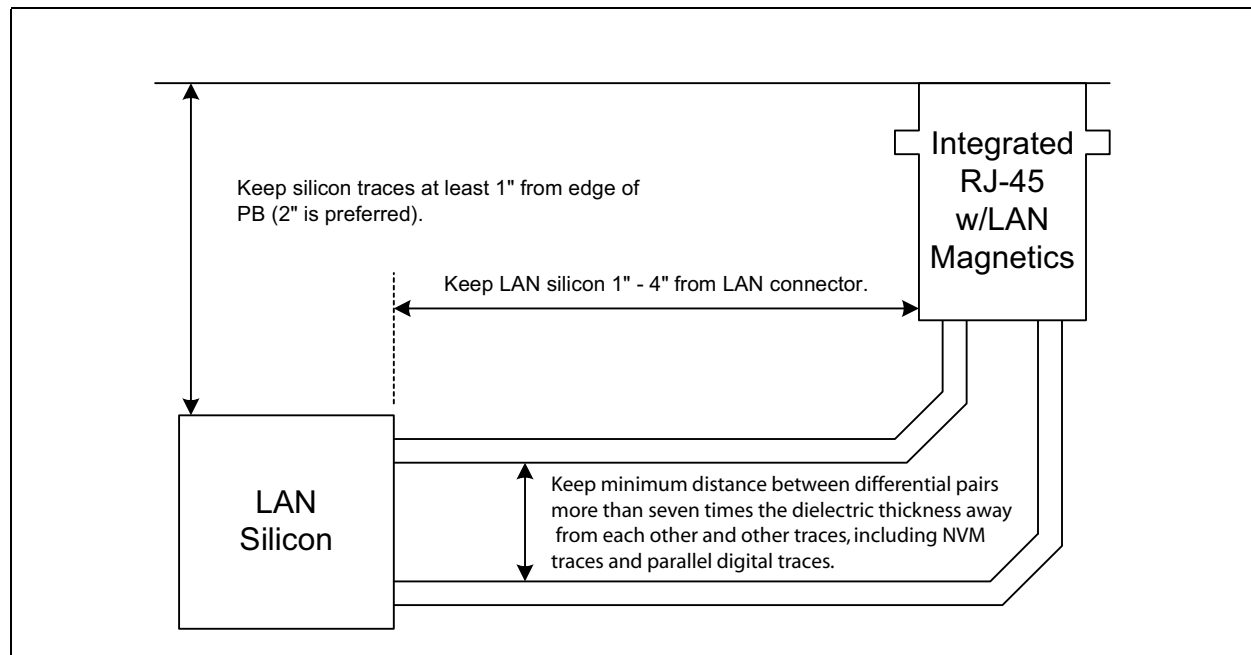 Integrated
RJ-45
w/LAN
Magnetics
Keep silicon traces at least 1" from edge of
PB (2" is preferred).
Keep LAN silicon 1" - 4" from LAN connector.
LAN
Silicon
Keep minimum distance between differential pairs
more than seven times the dielectric thickness away
from each other and other traces, including NVM
traces and parallel digital traces.